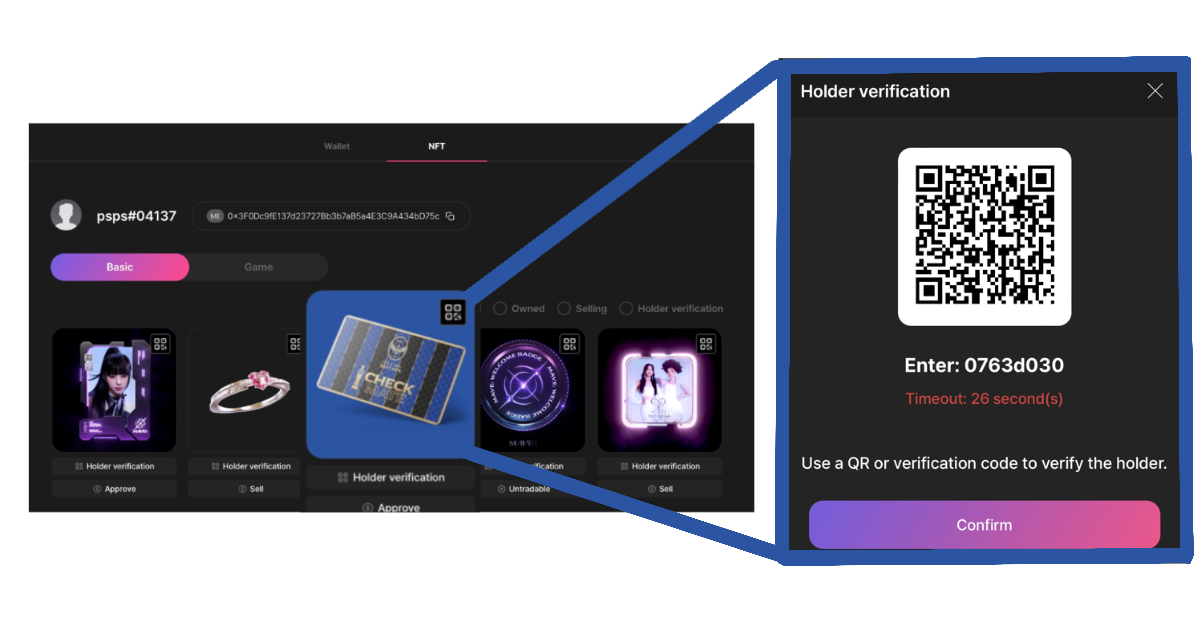 Wallet
NFT
psps#04137
ME
0x3F0Dc9fE137d23727Bb3b7aB5a4E3C9A434bD75c
Basic
Game
Owned
Selling
Holder verification
CHECK
MAVE: WELCOME BADGE
MAVE: WELCOME BADGE
MAVE:
Holder verification
Holder verification
Holder verification
Holder verification
Approve
Sell
Approve
Untradable
Sell
Holder verification
Enter: 0763d030
Timeout: 26 second(s)
Use a QR or verification code to verify the holder.
Confirm